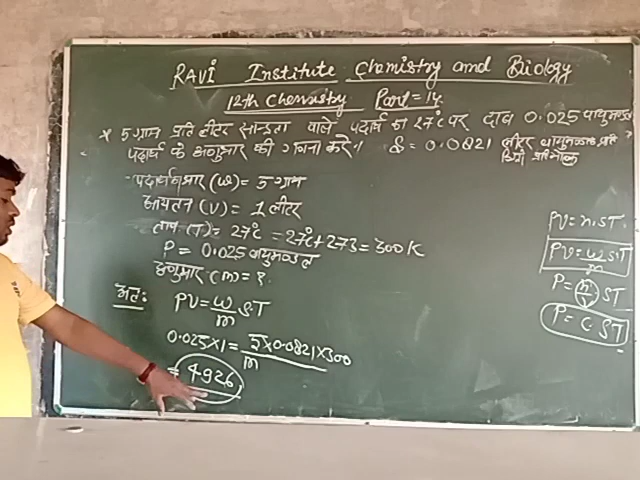 RAVI Institute Chemistry and Biology
12th Chemistry Part = 14
* 5 ग्राम प्रति लीटर सान्द्रता वाले पदार्थ का 27°C पर दाब 0.025 वायुमण्डल
पदार्थ के अणुभार की गणना करे। S = 0.0821 लीटर वायुमण्डल प्रति
डिग्री प्रति मोल
पदार्थ का भार (w) = 5 ग्राम
आयतन (V) = 1 लीटर
ताप (T) = 27°C = 27°C+273 = 300 K
P = 0.025 वायुमण्डल
अणुभार (m) = ?
अतः PV = w/m ST
0.025×1 = 5×0.0821×300/m
= 4926
PV = n.ST
PV = w/m S.T
P = (n/V) ST
P = C ST